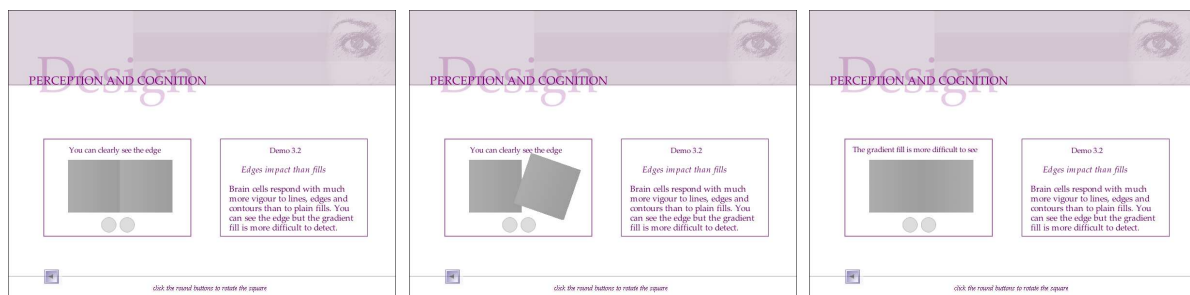 Design
PERCEPTION AND COGNITION
You can clearly see the edge
Demo 3.2
Edges impact than fills
Brain cells respond with much
more vigour to lines, edges and
contours than to plain fills. You
can see the edge but the gradient
fill is more difficult to detect.
click the round buttons to rotate the square
Design
PERCEPTION AND COGNITION
You can clearly see the edge
Demo 3.2
Edges impact than fills
Brain cells respond with much
more vigour to lines, edges and
contours than to plain fills. You
can see the edge but the gradient
fill is more difficult to detect.
click the round buttons to rotate the square
Design
PERCEPTION AND COGNITION
The gradient fill is more difficult to see
Demo 3.2
Edges impact than fills
Brain cells respond with much
more vigour to lines, edges and
contours than to plain fills. You
can see the edge but the gradient
fill is more difficult to detect.
click the round buttons to rotate the square